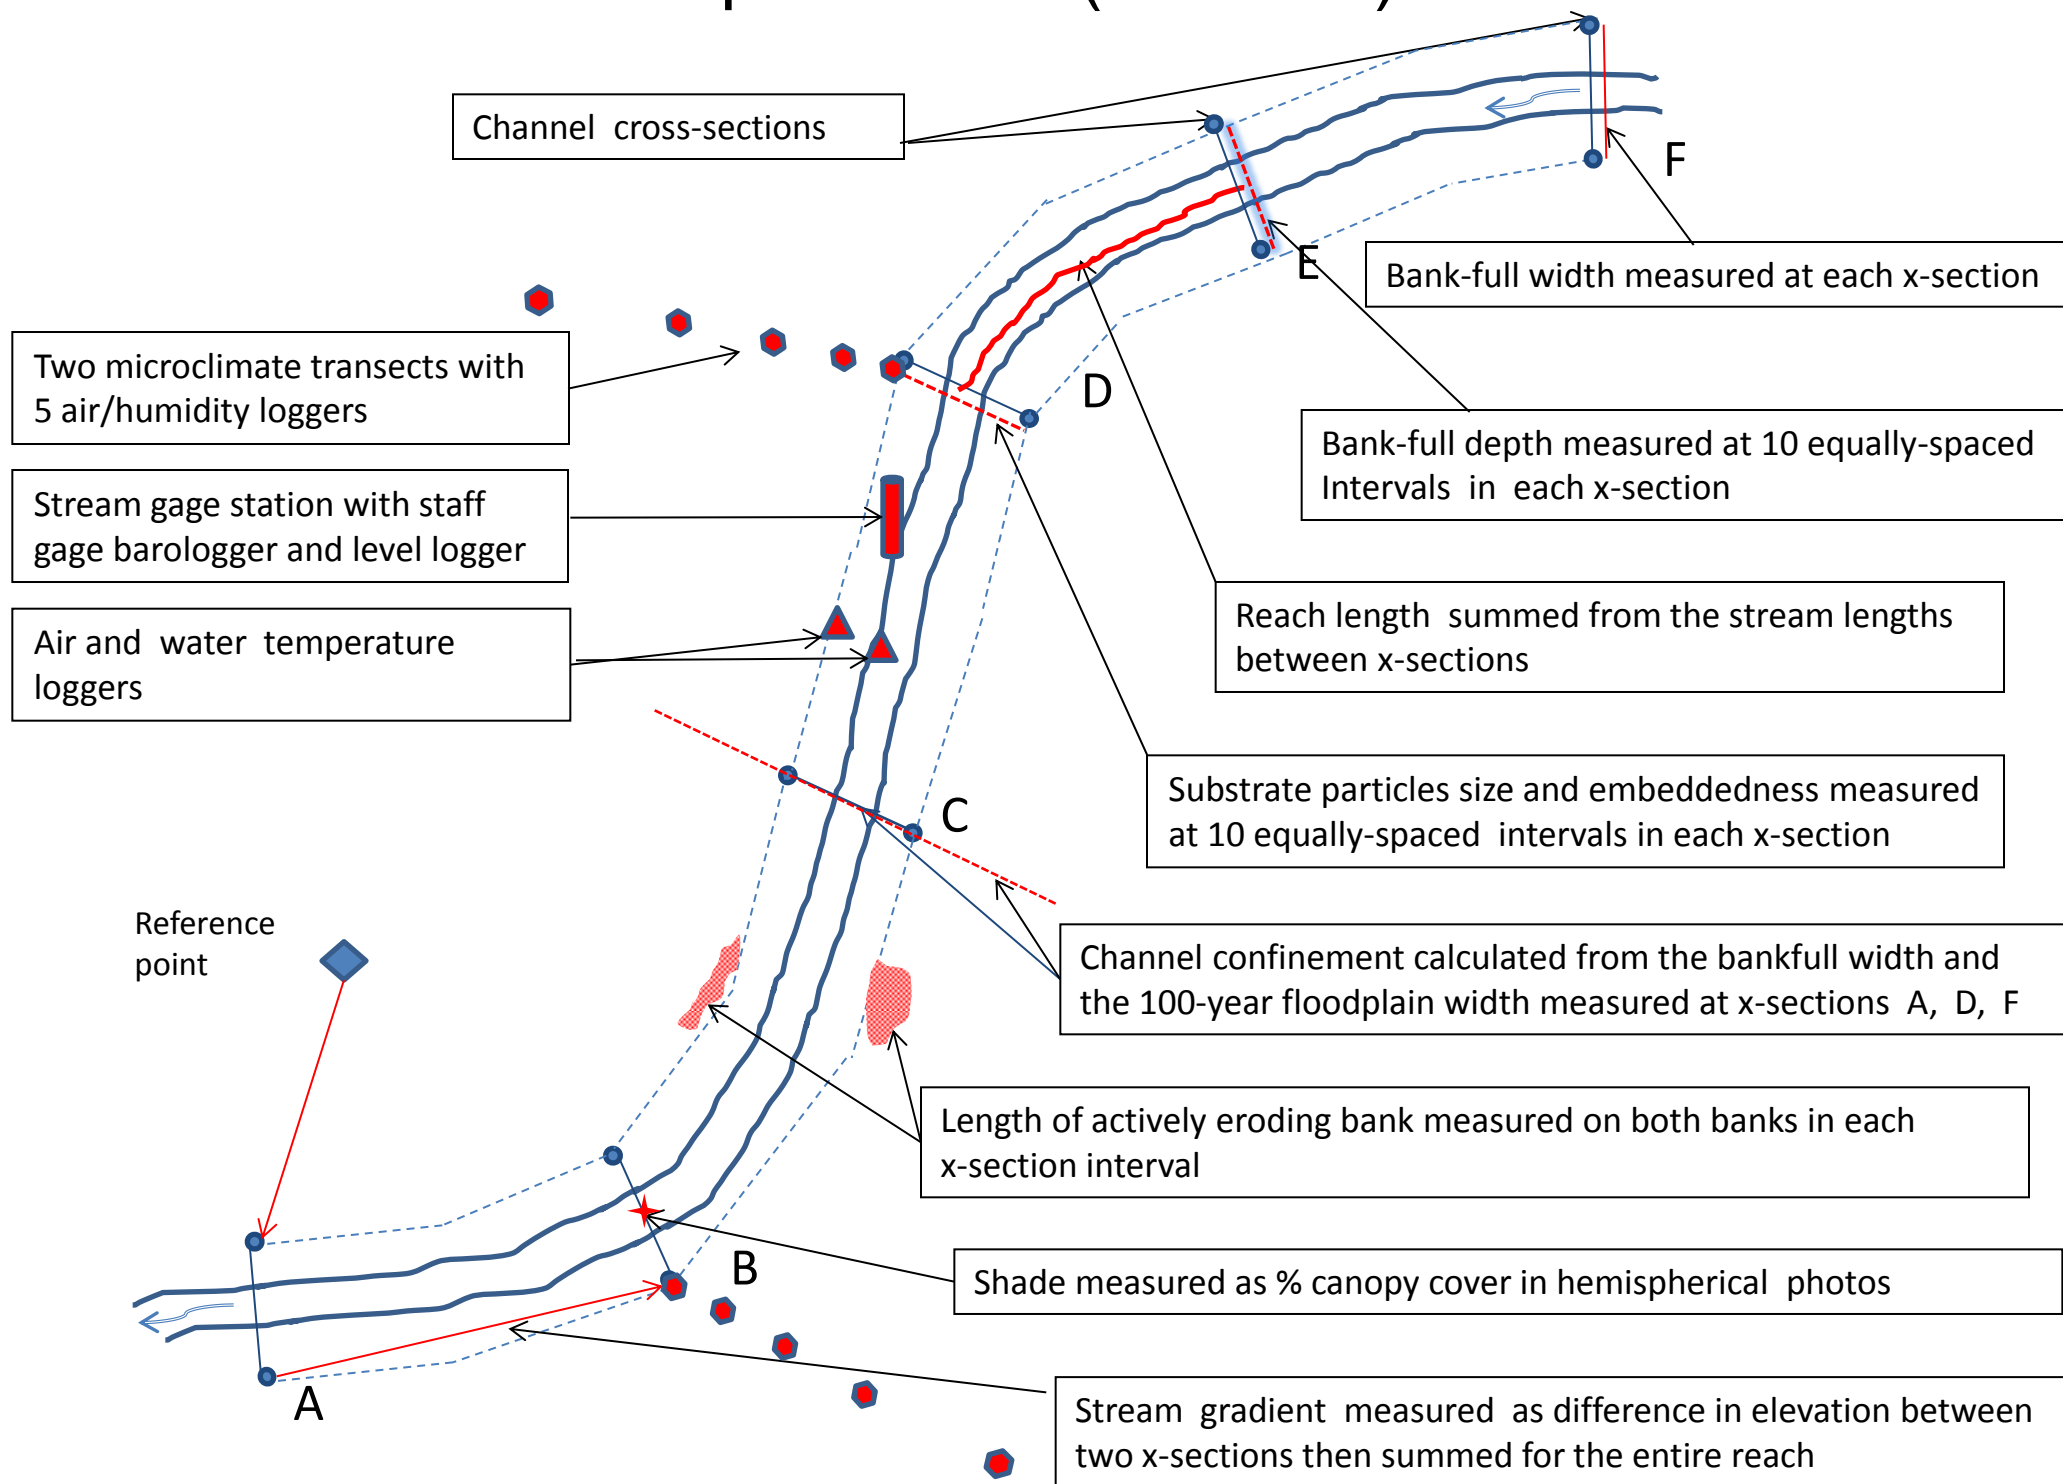 Channel cross-sections
F
E
Bank-full width measured at each x-section
Two microclimate transects with
5 air/humidity loggers
D
Bank-full depth measured at 10 equally-spaced
Intervals in each x-section
Stream gage station with staff
gage barologger and level logger
Reach length summed from the stream lengths
between x-sections
Air and water temperature
loggers
Substrate particles size and embeddedness measured
at 10 equally-spaced intervals in each x-section
C
Reference
point
Channel confinement calculated from the bankfull width and
the 100-year floodplain width measured at x-sections A, D, F
Length of actively eroding bank measured on both banks in each
x-section interval
B
Shade measured as % canopy cover in hemispherical photos
A
Stream gradient measured as difference in elevation between
two x-sections then summed for the entire reach